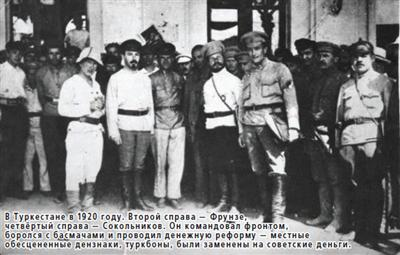 В Туркестане в 1920 году. Второй справа — Фрунзе,
четвёртый справа — Сокольников. Он командовал фронтом,
боролся с басмачами и проводил денежную реформу — местные
обесцененные дензнаки, туркбоны, были заменены на советские деньги.